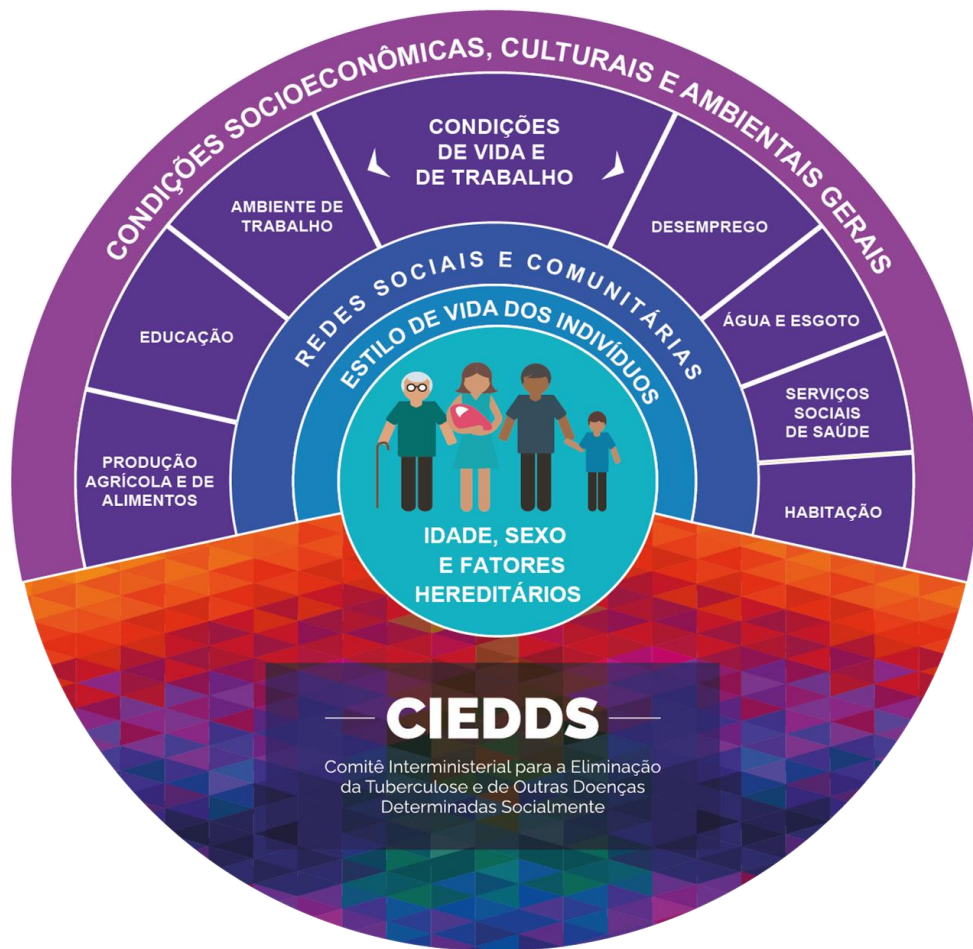 CONDIÇÕES SOCIOECONÔMICAS, CULTURAIS E AMBIENTAIS GERAIS
CONDIÇÕES
DE VIDA E
DE TRABALHO
AMBIENTE DE
TRABALHO
DESEMPREGO
EDUCAÇÃO
ÁGUA E ESGOTO
PRODUÇÃO
AGRÍCOLA E DE
ALIMENTOS
SERVIÇOS
SOCIAIS
DE SAÚDE
HABITAÇÃO
REDES SOCIAIS E COMUNITÁRIAS
ESTILO DE VIDA DOS INDIVÍDUOS
IDADE, SEXO
E FATORES
HEREDITÁRIOS
CIEDDS
Comitê Interministerial para a Eliminação
da Tuberculose e de Outras Doenças
Determinadas Socialmente